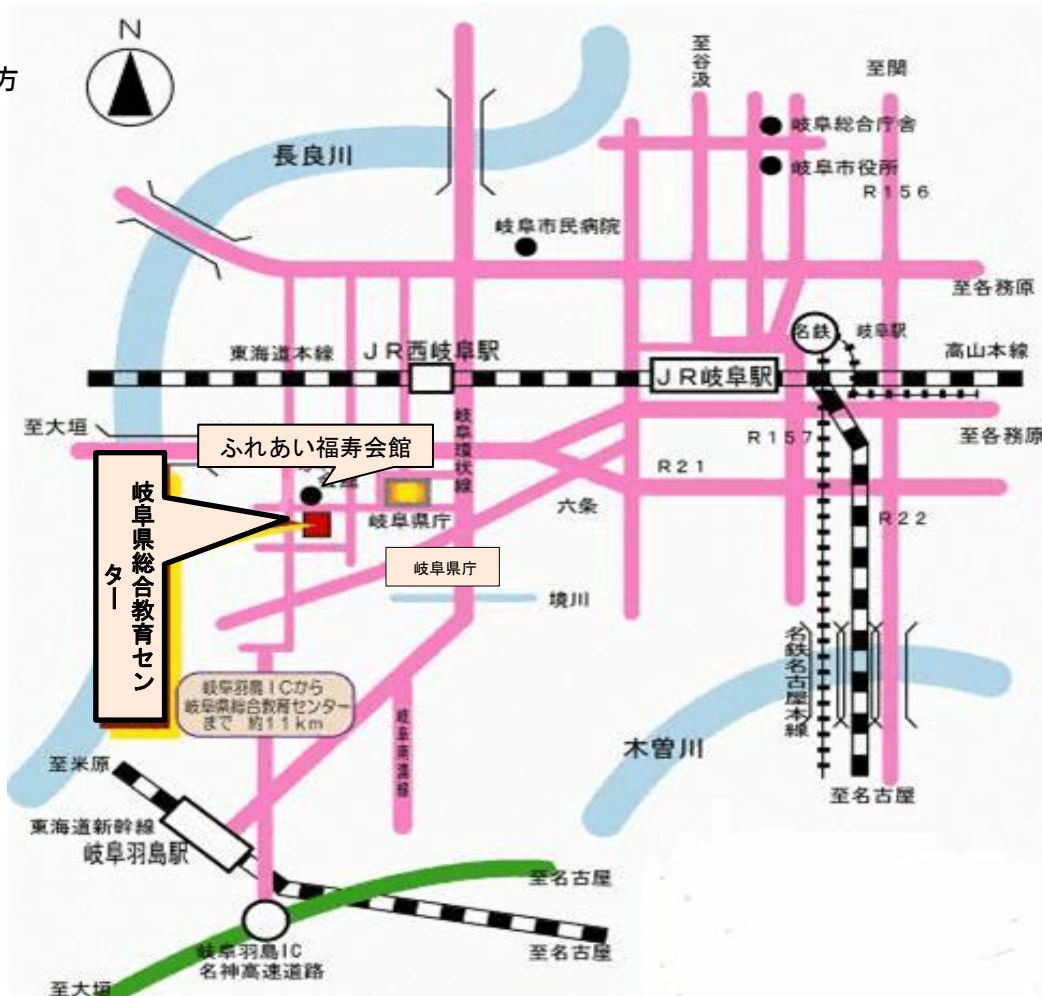 N
方
至谷汲
至関
岐阜総合庁舎
長良川
岐阜市役所
R156
岐阜市民病院
至各務原
名鉄
岐阜駅
東海道本線
JR西岐阜駅
高山本線
JR岐阜駅
至大垣
岐阜環状線
ふれあい福寿会館
R157
至各務原
R21
岐阜県総合教育セン
ター
岐阜県庁
六条
R22
岐阜県庁
境川
岐阜羽島ICから
岐阜県総合教育センター
まで 約11km
岐阜南濃線
名鉄名古屋本線
木曽川
至米原
至名古屋
東海道新幹線
岐阜羽島駅
至名古屋
岐阜羽島IC
名神高速道路
至名古屋
至大垣